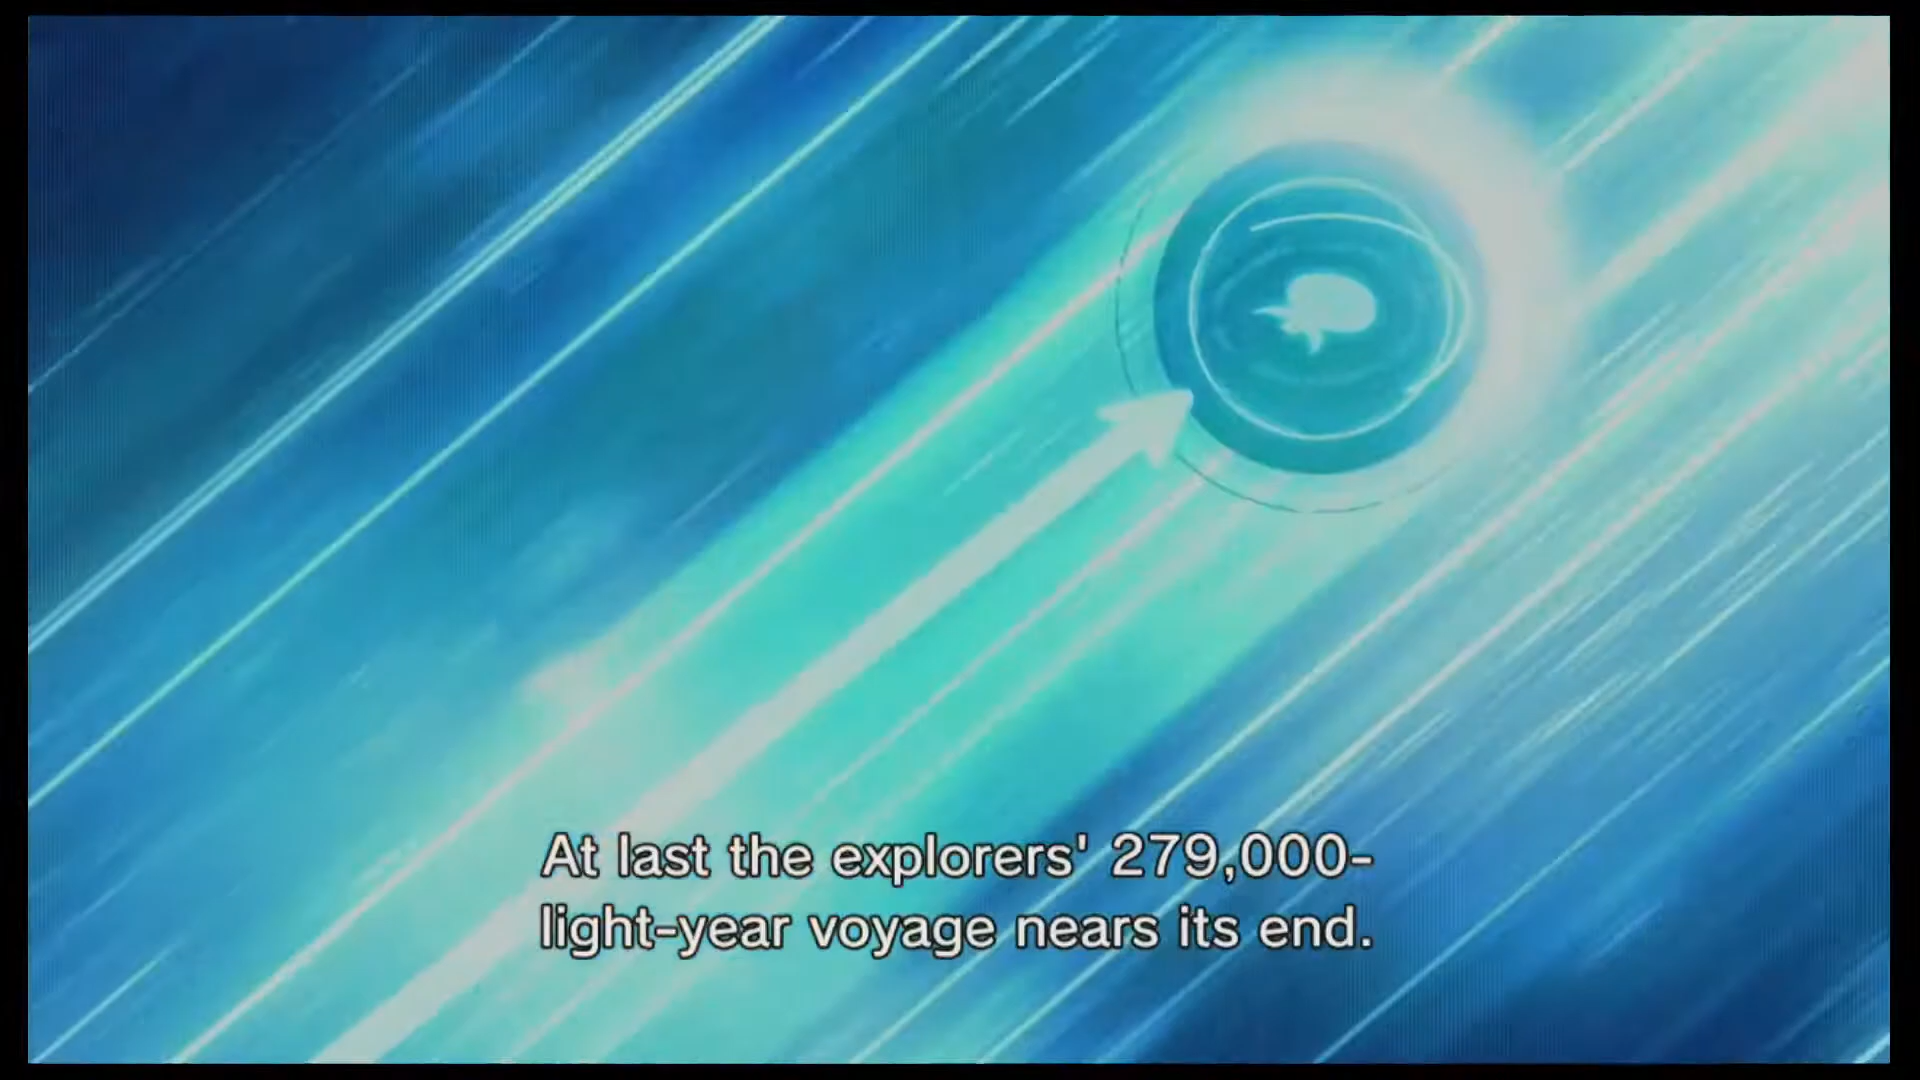 At last the explorers' 279,000-
light-year voyage nears its end.